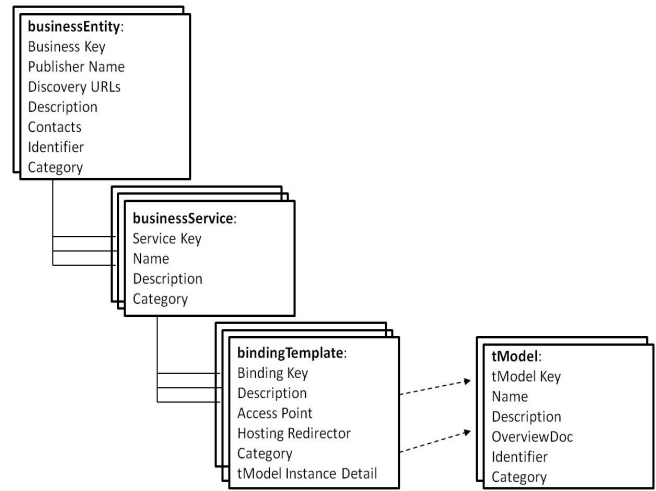 businessEntity:
Business Key
Publisher Name
Discovery URLs
Description
Contacts
Identifier
Category
businessService:
Service Key
Name
Description
Category
bindingTemplate:
Binding Key
Description
Access Point
Hosting Redirector
Category
tModel Instance Detail
tModel:
tModel Key
Name
Description
OverviewDoc
Identifier
Category